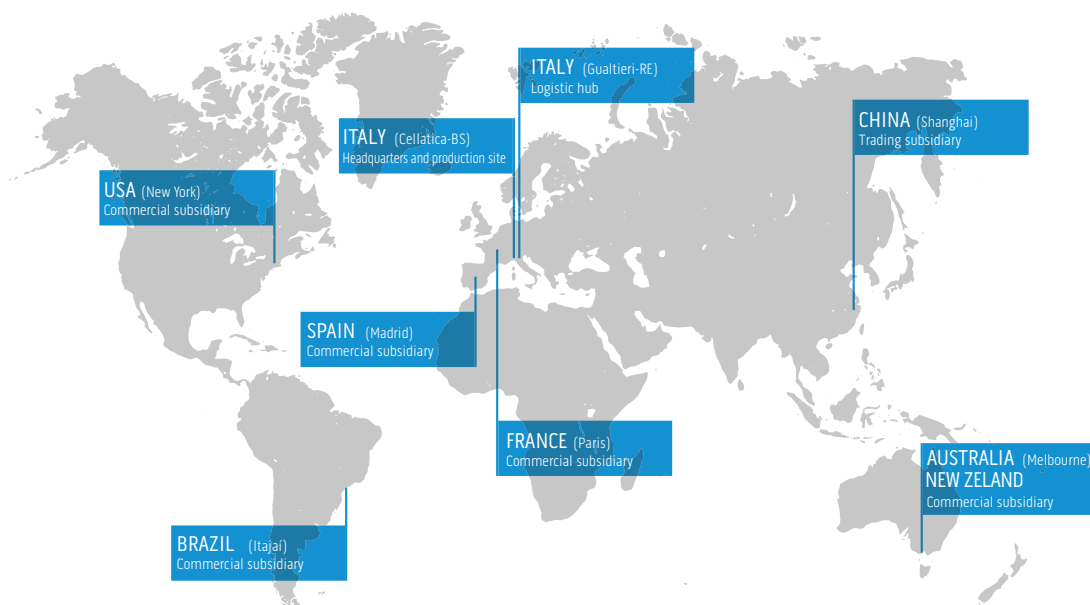 ITALY (Gualtieri-RE)
Logistic hub
ITALY (Cellatica-BS)
Headquarters and production site
CHINA (Shanghai)
Trading subsidiary
USA (New York)
Commercial subsidiary
SPAIN (Madrid)
Commercial subsidiary
FRANCE (Paris)
Commercial subsidiary
AUSTRALIA (Melbourne)
NEW ZELAND
Commercial subsidiary
BRAZIL (Itajaí)
Commercial subsidiary